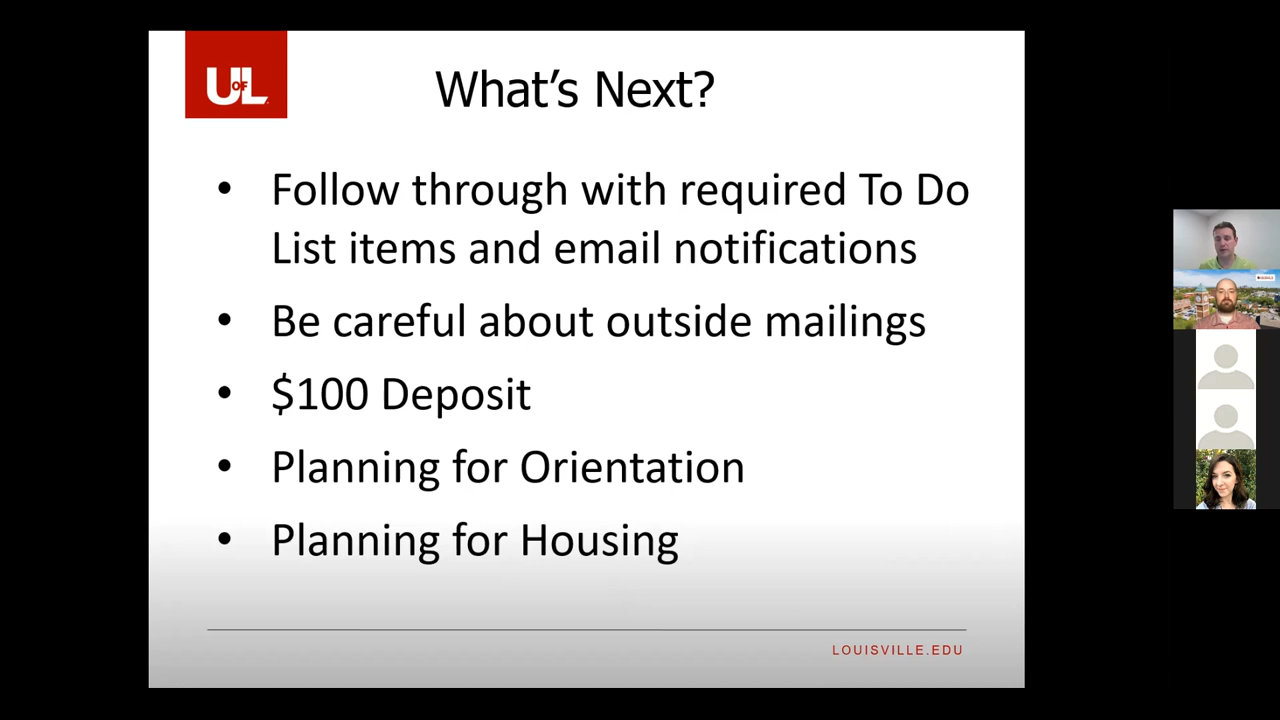 UofL
What's Next?
• Follow through with required To Do
List items and email notifications
• Be careful about outside mailings
• $100 Deposit
• Planning for Orientation
• Planning for Housing
LOUISVILLE.EDU